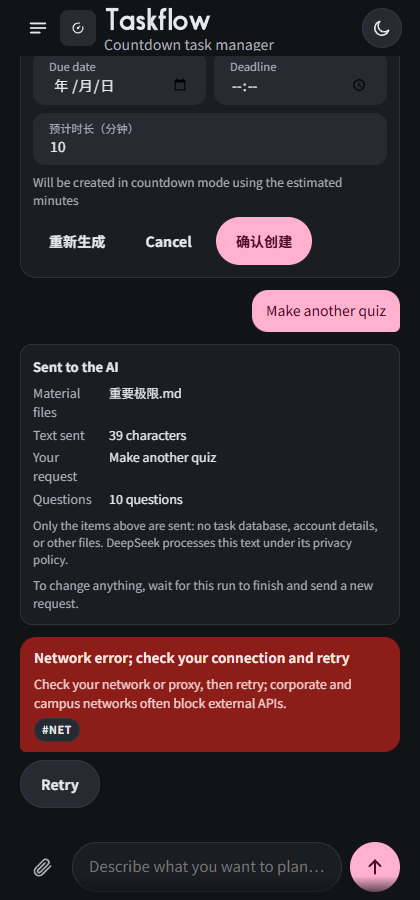 Taskflow
Countdown task manager
Due date
Deadline
年 /月/日
--:--
预计时长（分钟）
10
Will be created in countdown mode using the estimated
minutes
重新生成
Cancel
确认创建
Make another quiz
Sent to the AI
Material
files
重要极限.md
Text sent
39 characters
Your
request
Make another quiz
Questions
10 questions
Only the items above are sent: no task database, account details,
or other files. DeepSeek processes this text under its privacy
policy.
To change anything, wait for this run to finish and send a new
request.
Network error; check your connection and retry
Check your network or proxy, then retry; corporate and
campus networks often block external APIs.
#NET
Retry
Describe what you want to plan…